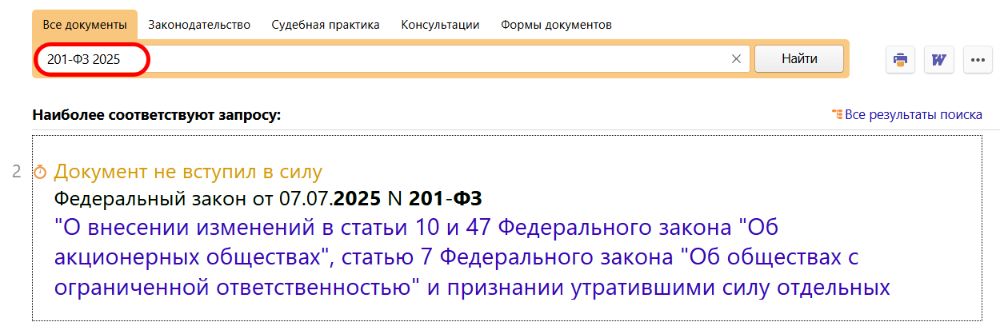 Все документы Законодательство Судебная практика Консультации Формы документов
201-ФЗ 2025 Найти
Наиболее соответствуют запросу: Все результаты поиска
2 Документ не вступил в силу
Федеральный закон от 07.07.2025 N 201-ФЗ
"О внесении изменений в статьи 10 и 47 Федерального закона "Об
акционерных обществах", статью 7 Федерального закона "Об обществах с
ограниченной ответственностью" и признании утратившими силу отдельных